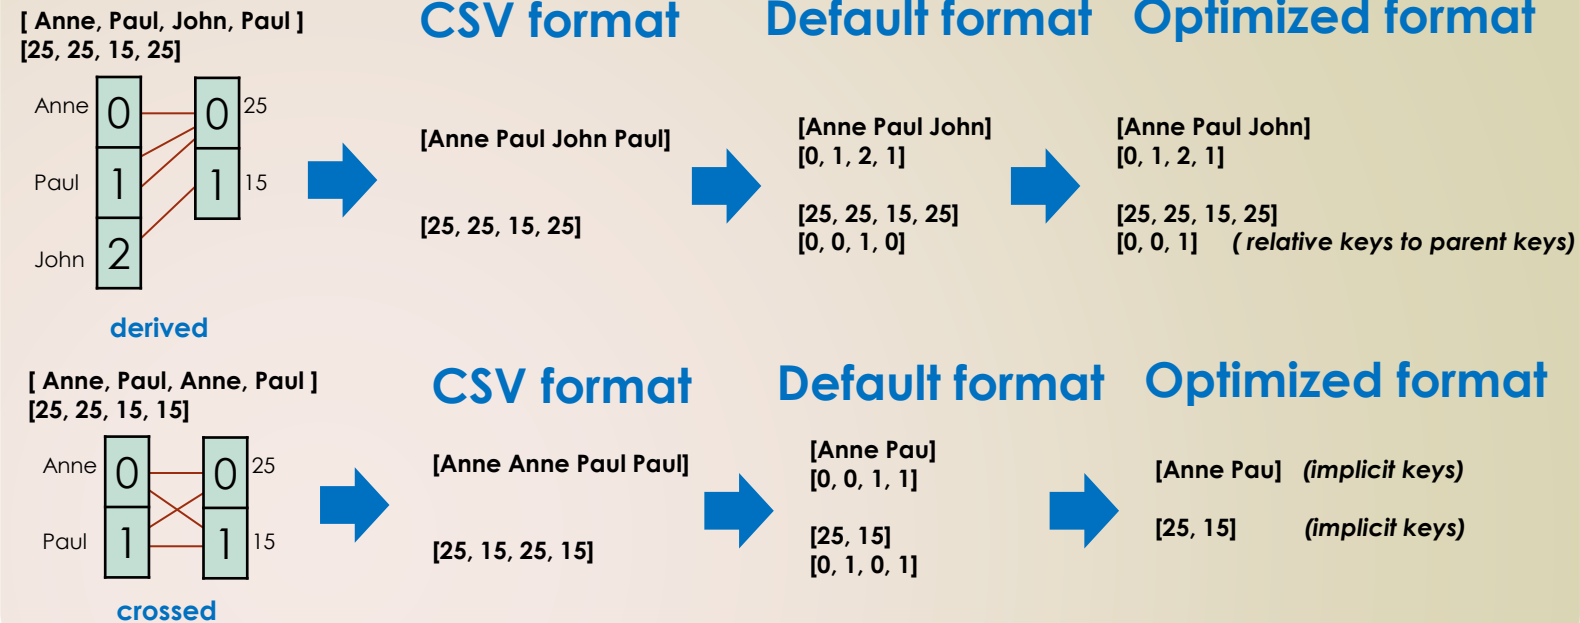 [ Anne, Paul, John, Paul ]
[25, 25, 15, 25]
CSV format
Default format
Optimized format
Anne
0
0
25
Paul
1
1
15
John
2
derived
[Anne Paul John Paul]
[25, 25, 15, 25]
[Anne Paul John]
[0, 1, 2, 1]
[25, 25, 15, 25]
[0, 0, 1, 0]
[Anne Paul John]
[0, 1, 2, 1]
[25, 25, 15, 25]
[0, 0, 1] ( relative keys to parent keys)
[ Anne, Paul, Anne, Paul ]
[25, 25, 15, 15]
CSV format
Default format
Optimized format
Anne
0
0
25
Paul
1
1
15
crossed
[Anne Anne Paul Paul]
[25, 15, 25, 15]
[Anne Pau]
[0, 0, 1, 1]
[25, 15]
[0, 1, 0, 1]
[Anne Pau] (implicit keys)
[25, 15] (implicit keys)